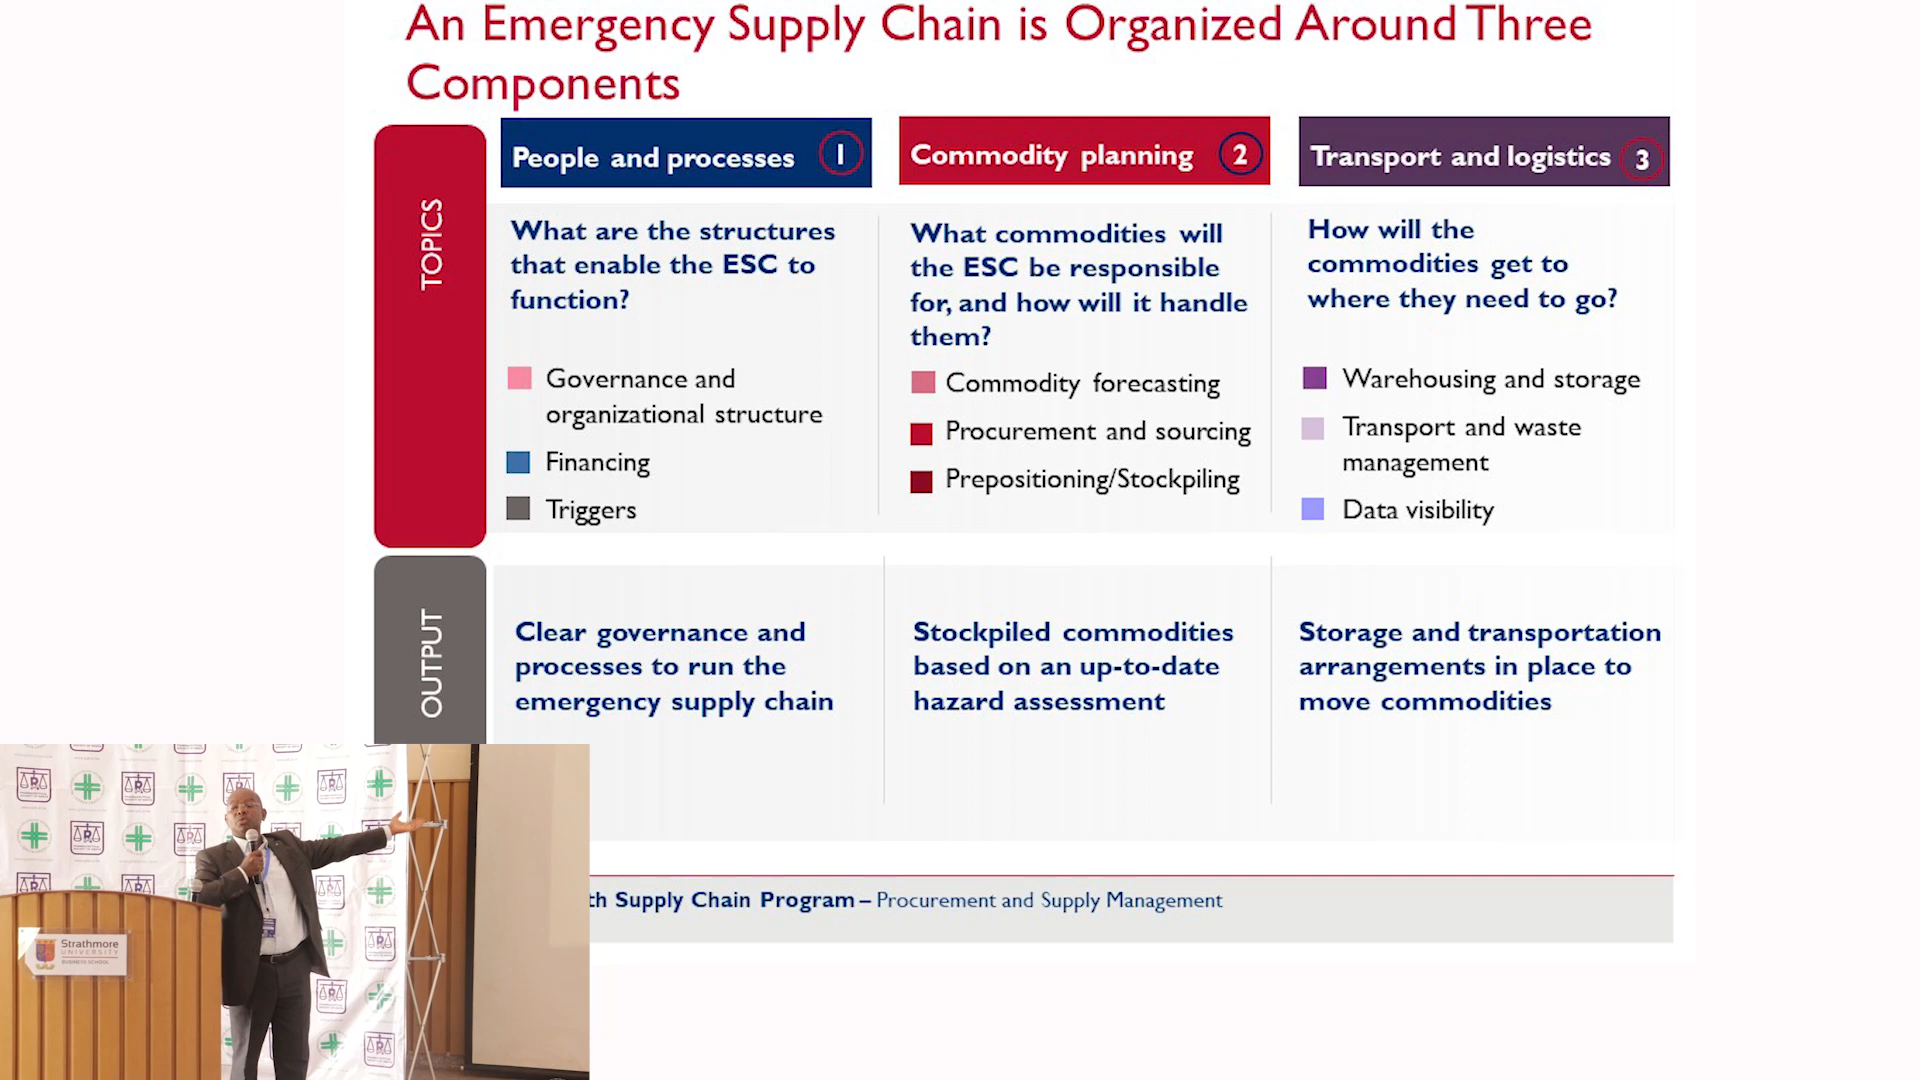 An Emergency Supply Chain is Organized Around Three
Components
TOPICS
People and processes 1
What are the structures
that enable the ESC to
function?
Governance and
organizational structure
Financing
Triggers
Commodity planning 2
What commodities will
the ESC be responsible
for, and how will it handle
them?
Commodity forecasting
Procurement and sourcing
Prepositioning/Stockpiling
Transport and logistics 3
How will the
commodities get to
where they need to go?
Warehousing and storage
Transport and waste
management
Data visibility
OUTPUT
Clear governance and
processes to run the
emergency supply chain
Stockpiled commodities
based on an up-to-date
hazard assessment
Storage and transportation
arrangements in place to
move commodities
th Supply Chain Program – Procurement and Supply Management
Strathmore
UNIVERSITY
BUSINESS SCHOOL